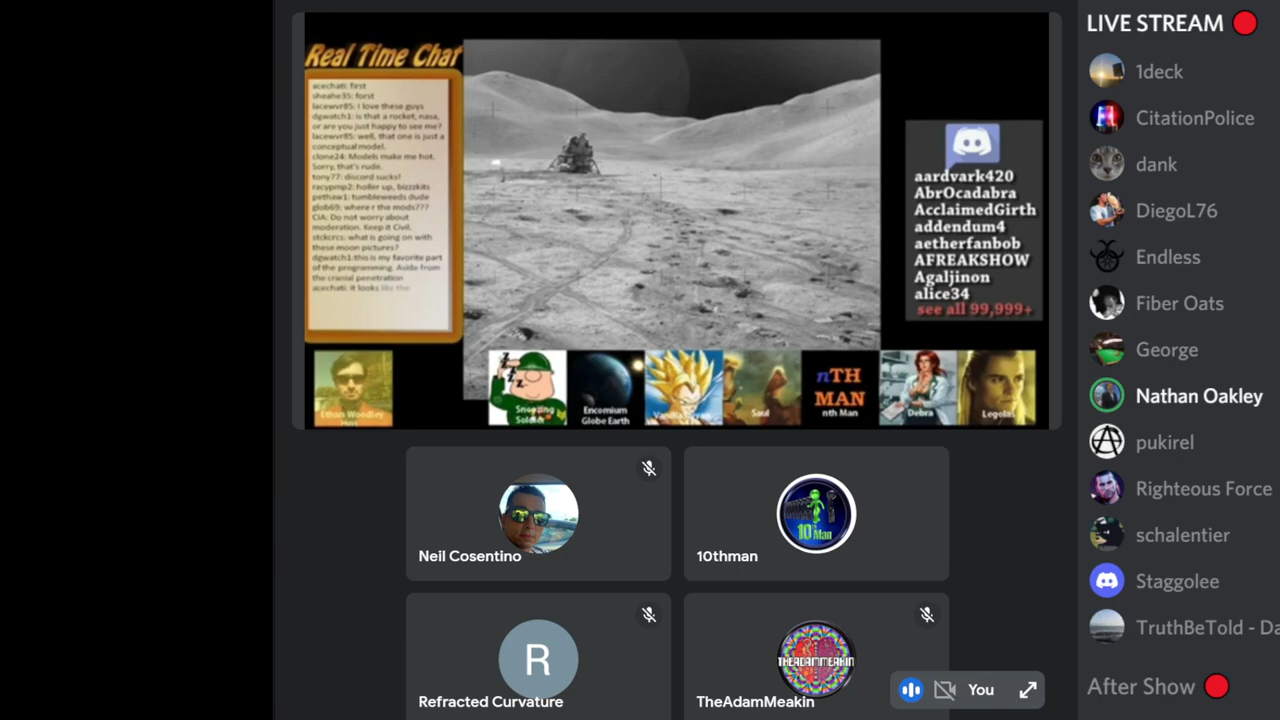 Real Time Chat
acechati: first
sheahe35: forst
lacewvr85: I love these guys
dgwatch1: is that a rocket, nasa,
or are you just happy to see me?
lacewvr85: well, that one is just a
conceptual model.
clone24: Models make me hot.
Sorry, that's rude.
tony77: discord sucks!
racypmp2: holler up, bizzkits
pethaw1: tumbleweeds dude
glob69: where r the mods???
CIA: Do not worry about
moderation. Keep it Civil.
stckcrcs: what is going on with
these moon pictures?
dgwatch1:this is my favorite part
of the programming. Aside from
the cranial penetration
acechati: it looks like the
aardvark420
AbrOcadabra
AcclaimedGirth
addendum4
aetherfanbob
AFREAKSHOW
Agaljinon
alice34
see all 99,999+
Ethan Woodley
Host
Snoozing
Soldier
Encomium
Globe Earth
Saul
nTH
MAN
nth Man
Debra
Legolas
Neil Cosentino
10th Man
10thman
R
Refracted Curvature
THEADAMMEAKIN
TheAdamMeakin
You
LIVE STREAM
1deck
CitationPolice
dank
DiegoL76
Endless
Fiber Oats
George
Nathan Oakley
pukirel
Righteous Force
schalentier
Staggolee
TruthBeTold - Da
After Show